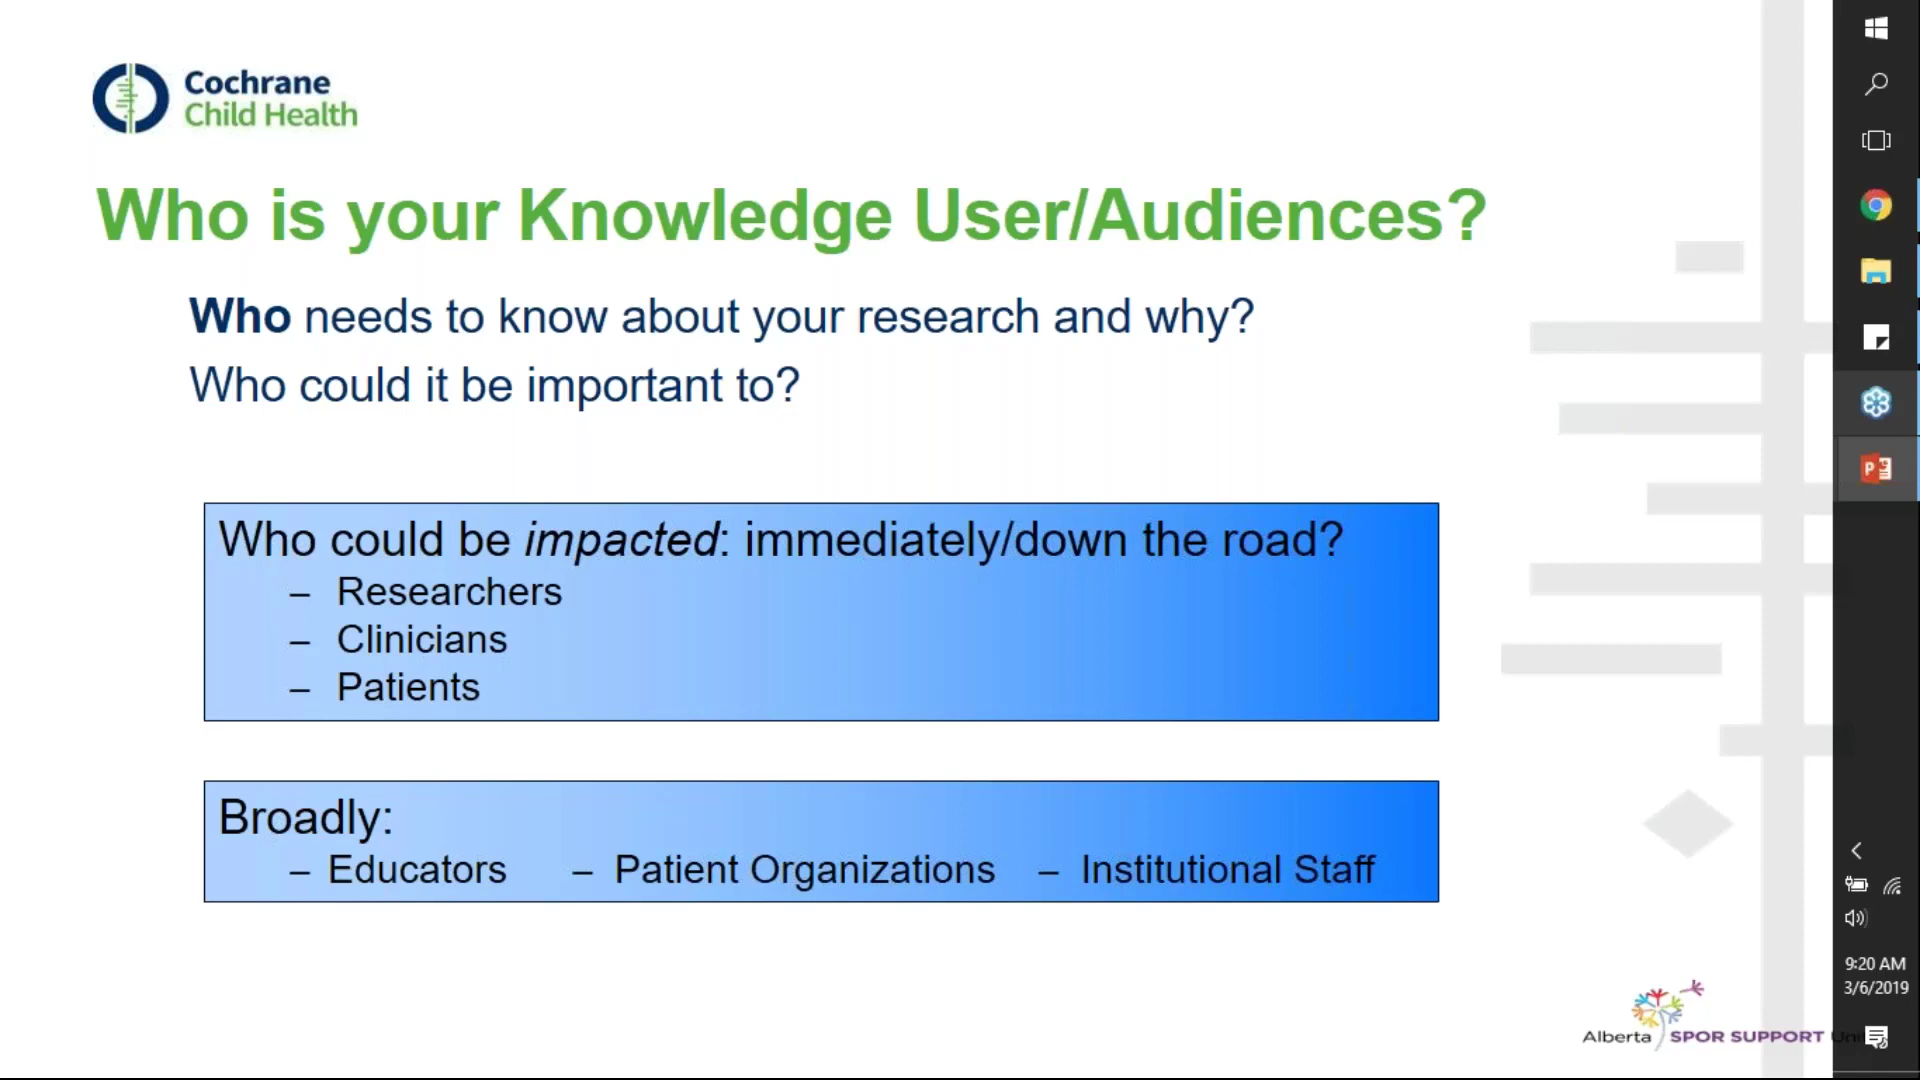 Cochrane
Child Health
Who is your Knowledge User/Audiences?
Who needs to know about your research and why?
Who could it be important to?
Who could be impacted: immediately/down the road?
– Researchers
– Clinicians
– Patients
Broadly:
– Educators – Patient Organizations – Institutional Staff
9:20 AM
3/6/2019
Alberta SPOR SUPPORT